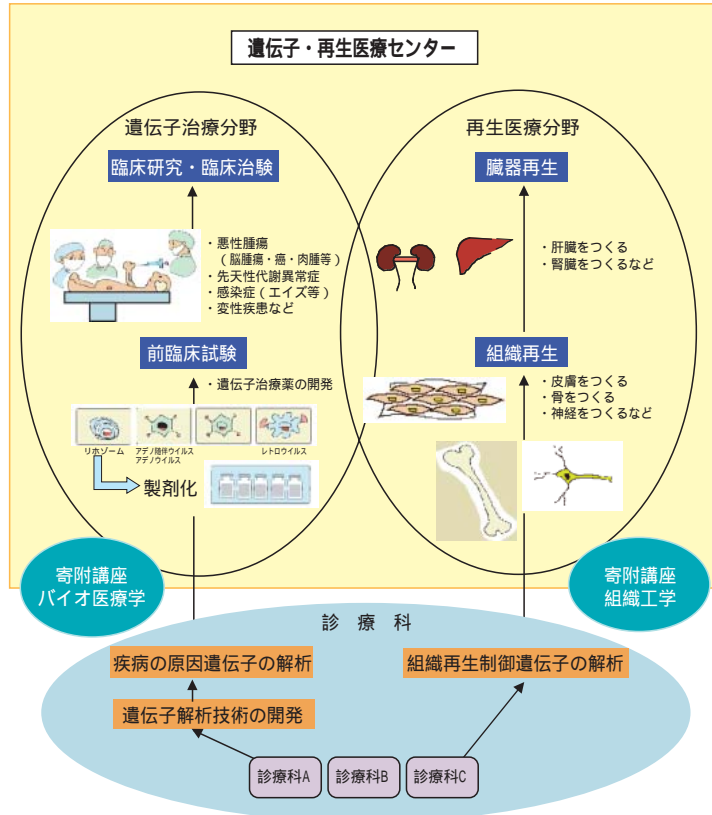 遺伝子・再生医療センター
遺伝子治療分野
臨床研究・臨床治験
・悪性腫瘍
（脳腫瘍・癌・肉腫等）
・先天性代謝異常症
・感染症（エイズ等）
・変性疾患など
前臨床試験
・遺伝子治療薬の開発
リホゾーム
アデノ随伴ウイルス
アデノウイルス
レトロウイルス
製剤化
再生医療分野
臓器再生
・肝臓をつくる
・腎臓をつくるなど
組織再生
・皮膚をつくる
・骨をつくる
・神経をつくるなど
寄附講座
バイオ医療学
寄附講座
組織工学
診 療 科
疾病の原因遺伝子の解析
組織再生制御遺伝子の解析
遺伝子解析技術の開発
診療科A
診療科B
診療科C